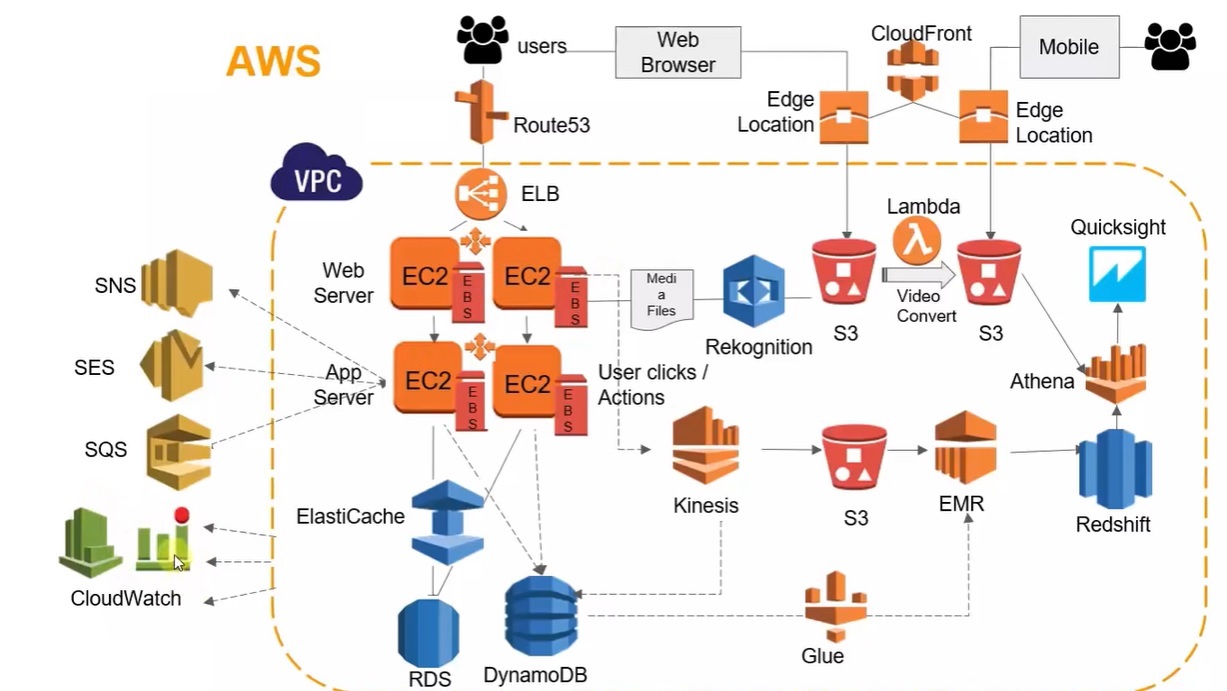 AWS
users
Web
Browser
CloudFront
Mobile
Edge
Location
Edge
Location
Route53
VPC
ELB
Lambda
Quicksight
SNS
Web
Server
EC2
EBS
EC2
EBS
Medi
a
Files
Rekognition
S3
Video
Convert
S3
SES
App
Server
EC2
EBS
EC2
EBS
User clicks /
Actions
Athena
SQS
Kinesis
S3
EMR
Redshift
ElastiCache
CloudWatch
RDS
DynamoDB
Glue